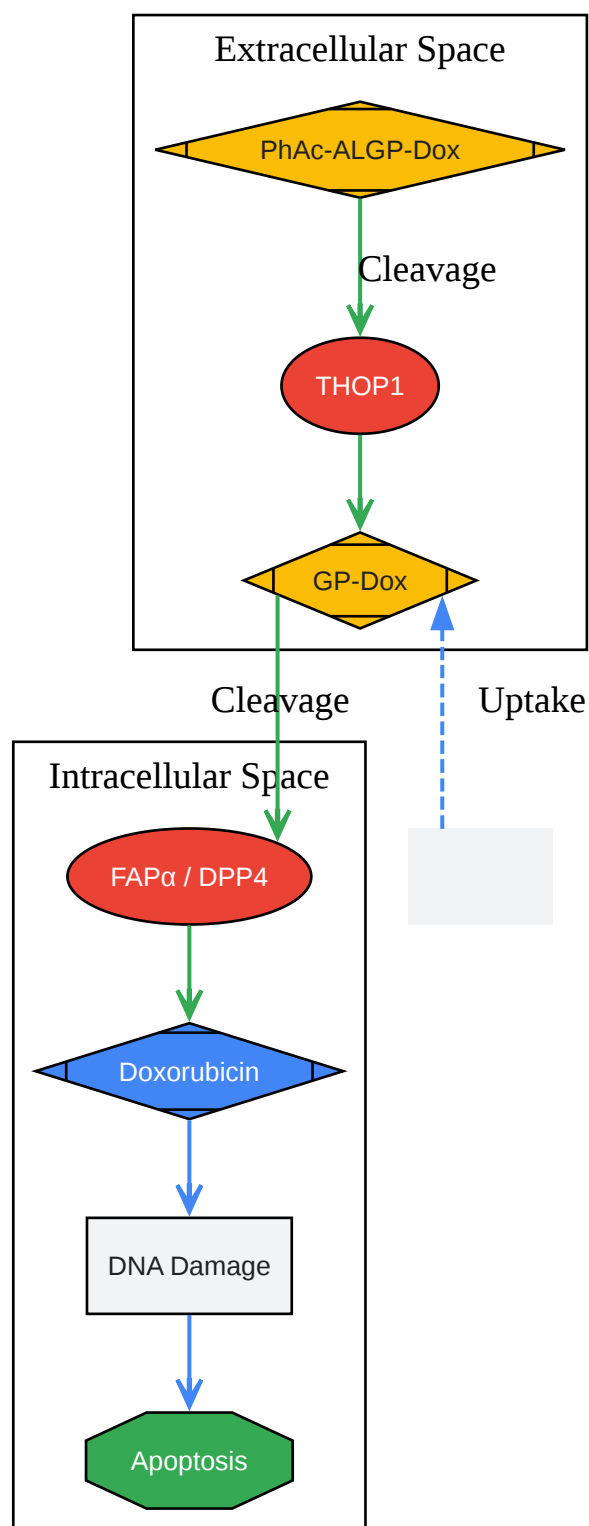 Extracellular Space
PhAc-ALGP-Dox
Cleavage
THOP1
GP-Dox
Cleavage
Uptake
Intracellular Space
FAPα / DPP4
Doxorubicin
DNA Damage
Apoptosis